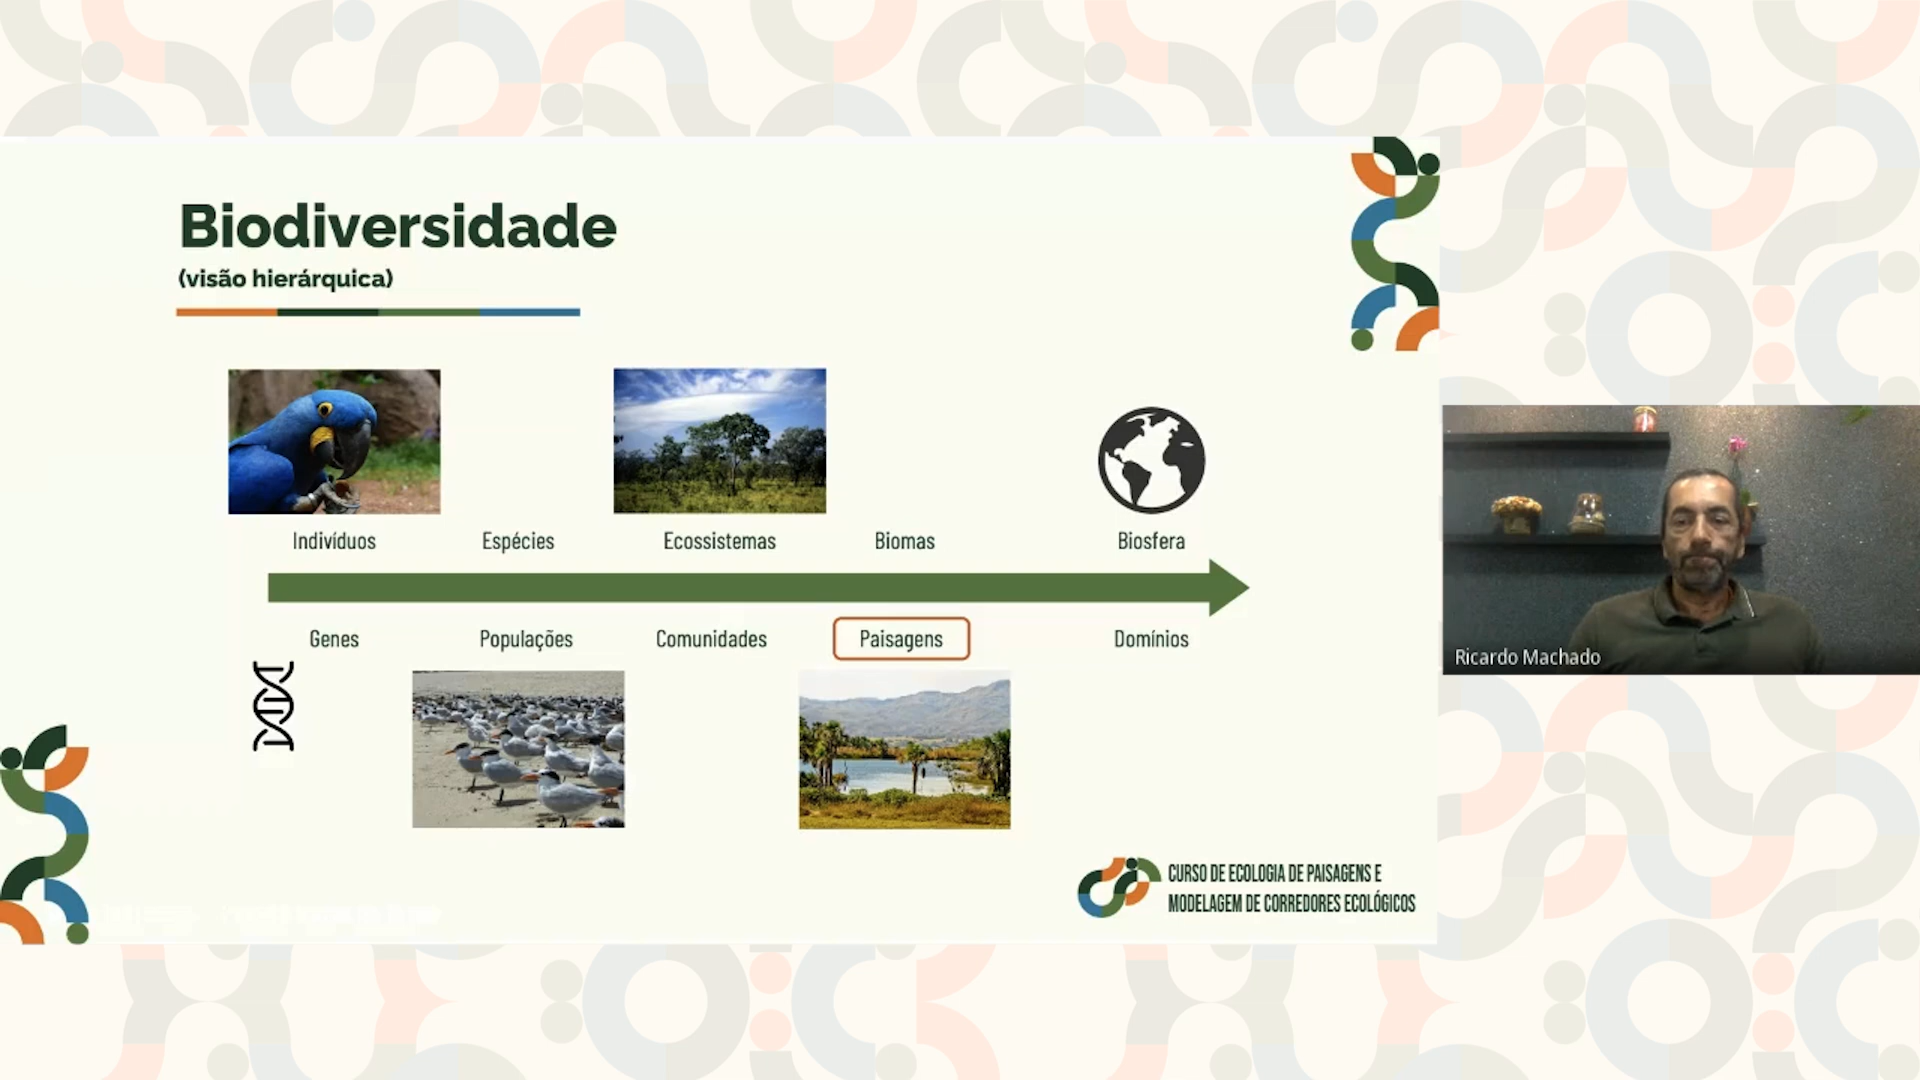 Biodiversidade
(visão hierárquica)
Indivíduos
Espécies
Ecossistemas
Biomas
Biosfera
Genes
Populações
Comunidades
Paisagens
Domínios
Ricardo Machado
CURSO DE ECOLOGIA DE PAISAGENS E
MODELAGEM DE CORREDORES ECOLÓGICOS